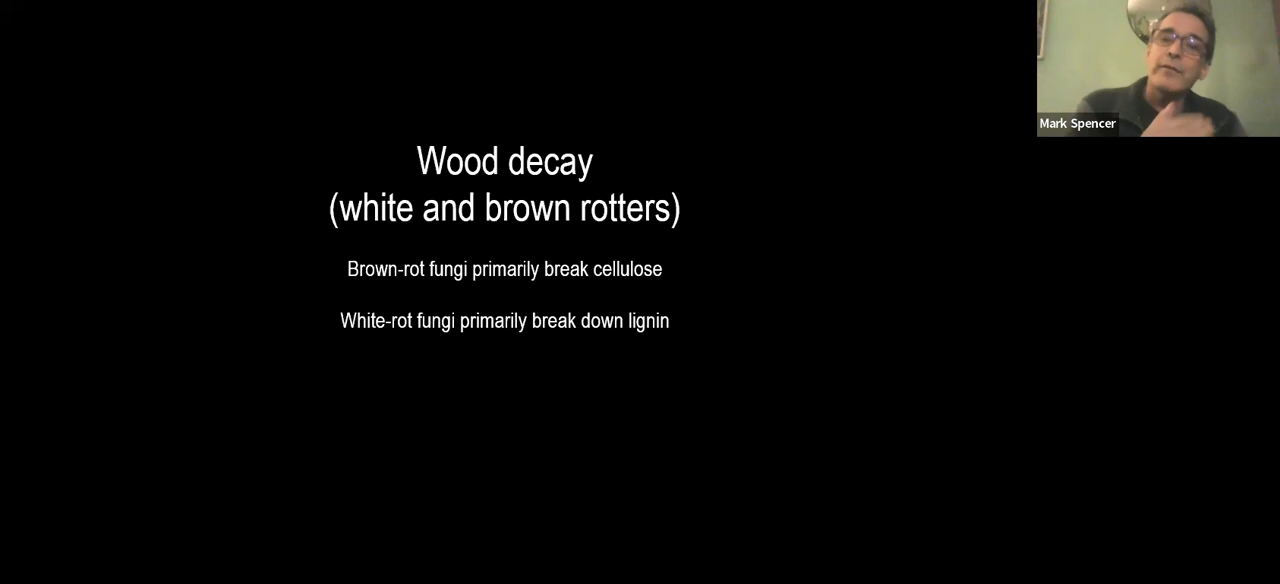 Mark Spencer
Wood decay
(white and brown rotters)
Brown-rot fungi primarily break cellulose
White-rot fungi primarily break down lignin